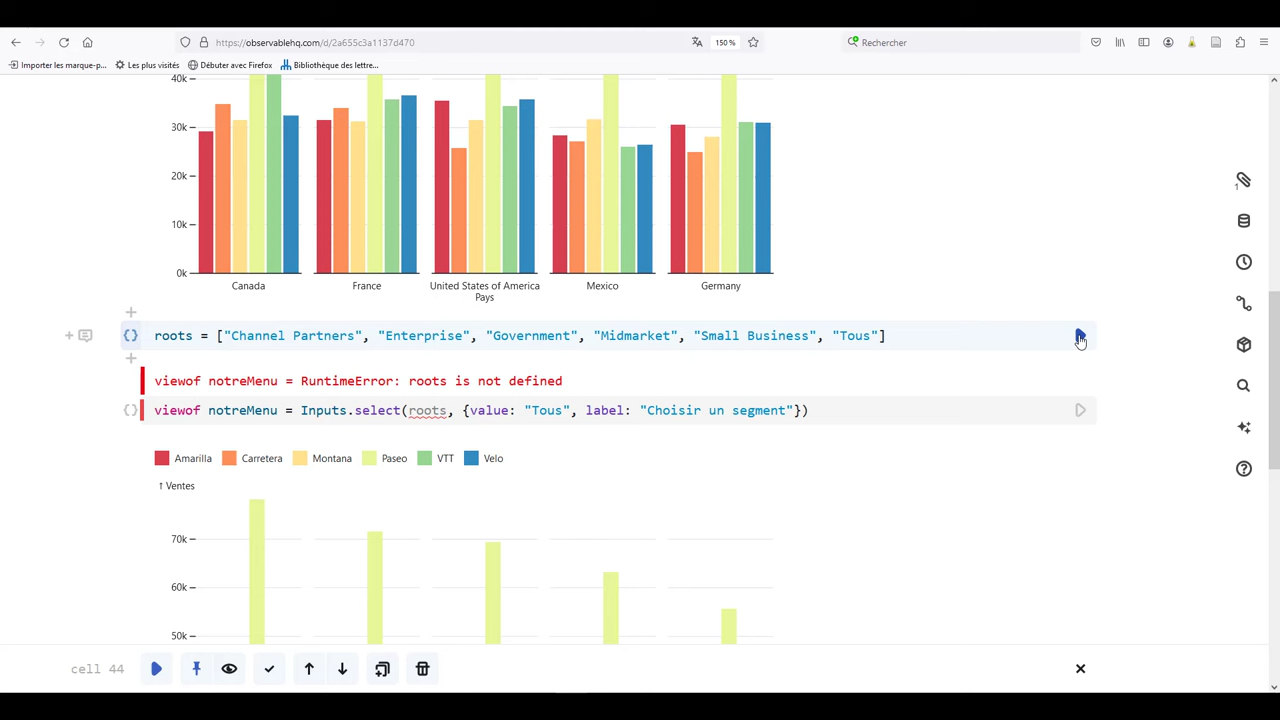 https://observablehq.com/d/2a655c3a1137d470
150 %
Rechercher
Importer les marque-p...
Les plus visités
Débuter avec Firefox
Bibliothèque des lettre...
40k
30k
20k
10k
0k
Canada
France
United States of America
Mexico
Germany
Pays
roots = ["Channel Partners", "Enterprise", "Government", "Midmarket", "Small Business", "Tous"]
viewof notreMenu = RuntimeError: roots is not defined
viewof notreMenu = Inputs.select(roots, {value: "Tous", label: "Choisir un segment"})
Amarilla
Carretera
Montana
Paseo
VTT
Velo
↑ Ventes
70k
60k
50k
cell 44
1